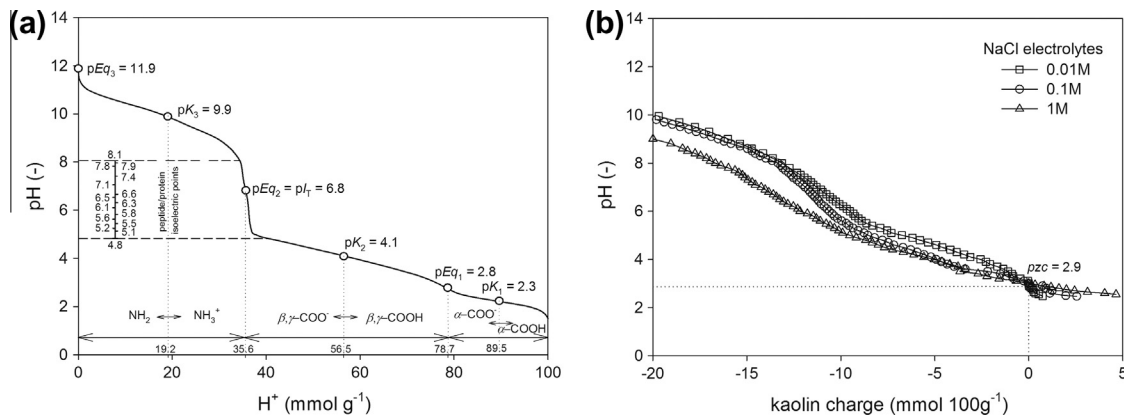 (a)
14
12
10
8
6
4
2
0
pH (-)
pEq3 = 11.9
pK3 = 9.9
8.1
7.8
7.9
7.4
7.1
6.6
6.5
6.3
6.1
5.8
5.6
5.5
5.2
5.1
4.8
peptide/protein
isoelectric points
pEq2 = pIT = 6.8
pK2 = 4.1
pEq1 = 2.8
pK1 = 2.3
NH2 ↔ NH3+
β,γ-COO- ↔ β,γ-COOH
α-COO- ↔ α-COOH
19.2 35.6 56.5 78.7 89.5
0 20 40 60 80 100
H+ (mmol g-1)
(b)
14
12
10
8
6
4
2
0
pH (-)
NaCl electrolytes
0.01M
0.1M
1M
pzc = 2.9
-20 -15 -10 -5 0 5
kaolin charge (mmol 100g-1)